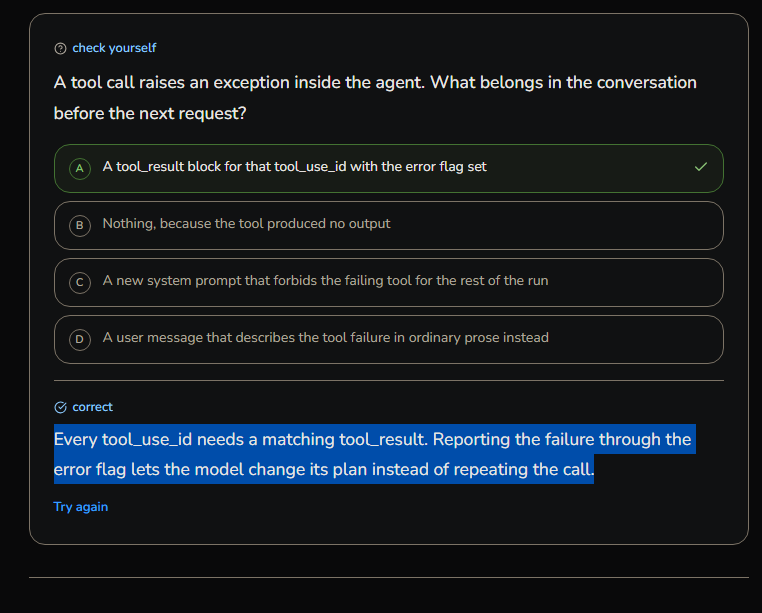 check yourself
A tool call raises an exception inside the agent. What belongs in the conversation
before the next request?
A A tool_result block for that tool_use_id with the error flag set
B Nothing, because the tool produced no output
C A new system prompt that forbids the failing tool for the rest of the run
D A user message that describes the tool failure in ordinary prose instead
correct
Every tool_use_id needs a matching tool_result. Reporting the failure through the
error flag lets the model change its plan instead of repeating the call.
Try again